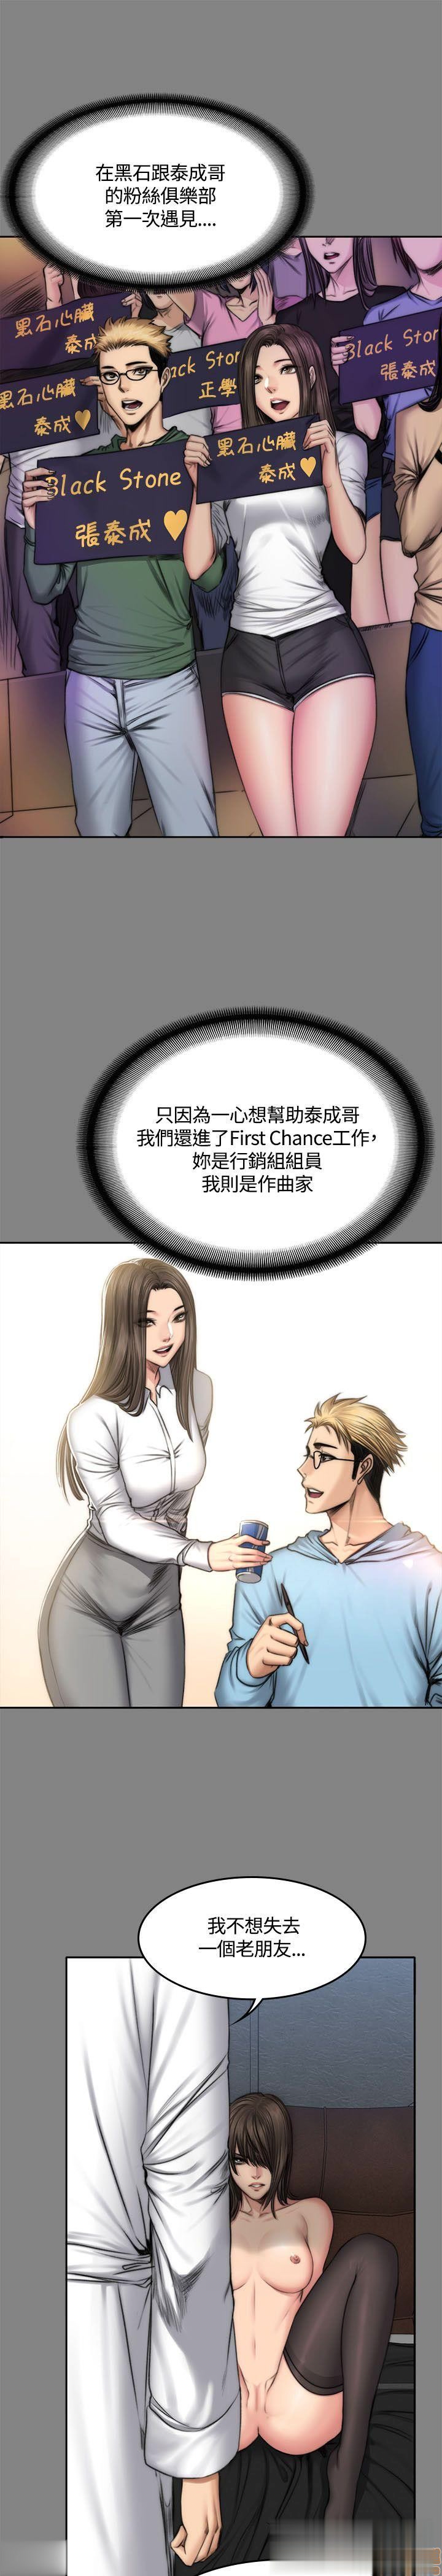 在黑石跟泰成哥
的粉絲俱樂部
第一次遇見....
黑石心臟
泰成
黑石心臟
泰成♥
ack Ston
正學
Black Stone
張泰成
Black Stone
張泰成 ♥
黑石心臟
泰成♥
只因為一心想幫助泰成哥
我們還進了First Chance工作,
妳是行銷組組員
我則是作曲家
我不想失去
一個老朋友...